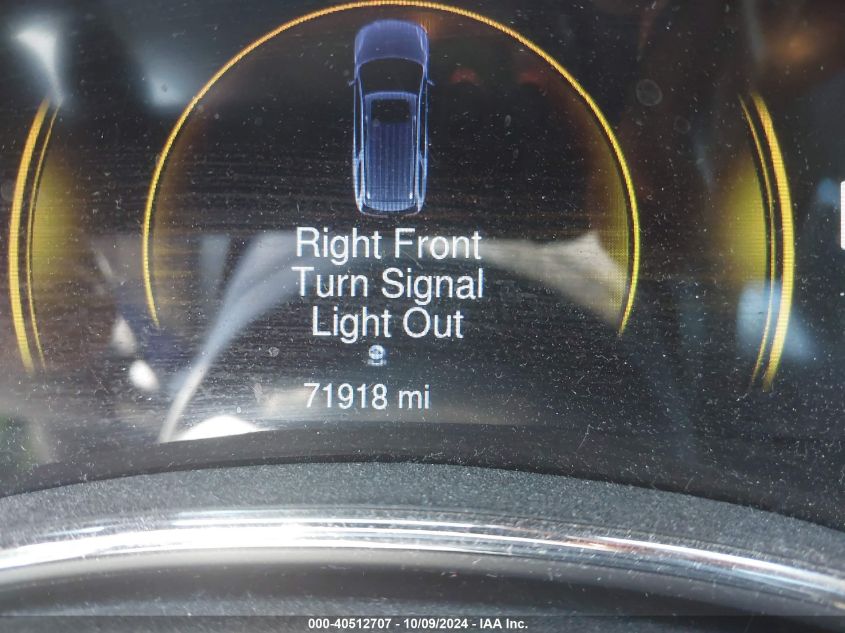 Right Front
Turn Signal
Light Out
71918 mi
000-40512707 - 10/09/2024 - IAA Inc.